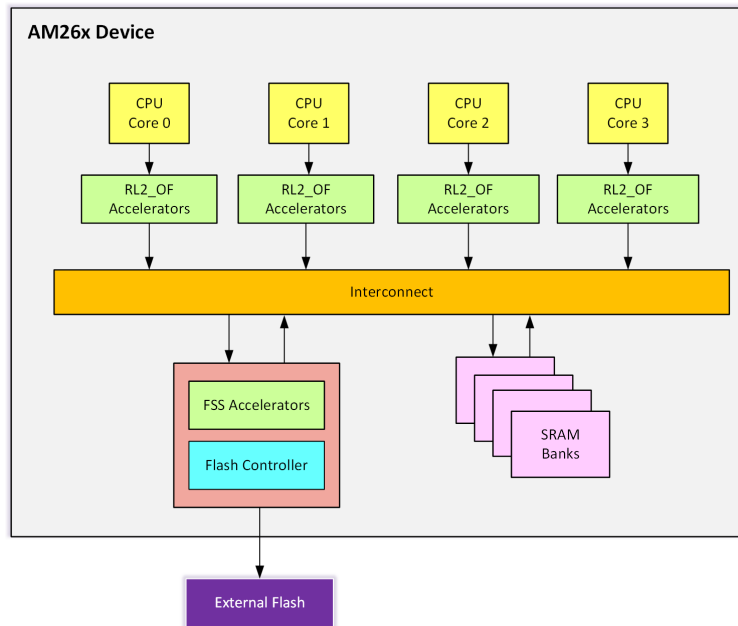 AM26x Device
CPU
Core 0
CPU
Core 1
CPU
Core 2
CPU
Core 3
RL2_OF
Accelerators
RL2_OF
Accelerators
RL2_OF
Accelerators
RL2_OF
Accelerators
Interconnect
FSS Accelerators
Flash Controller
SRAM
Banks
External Flash